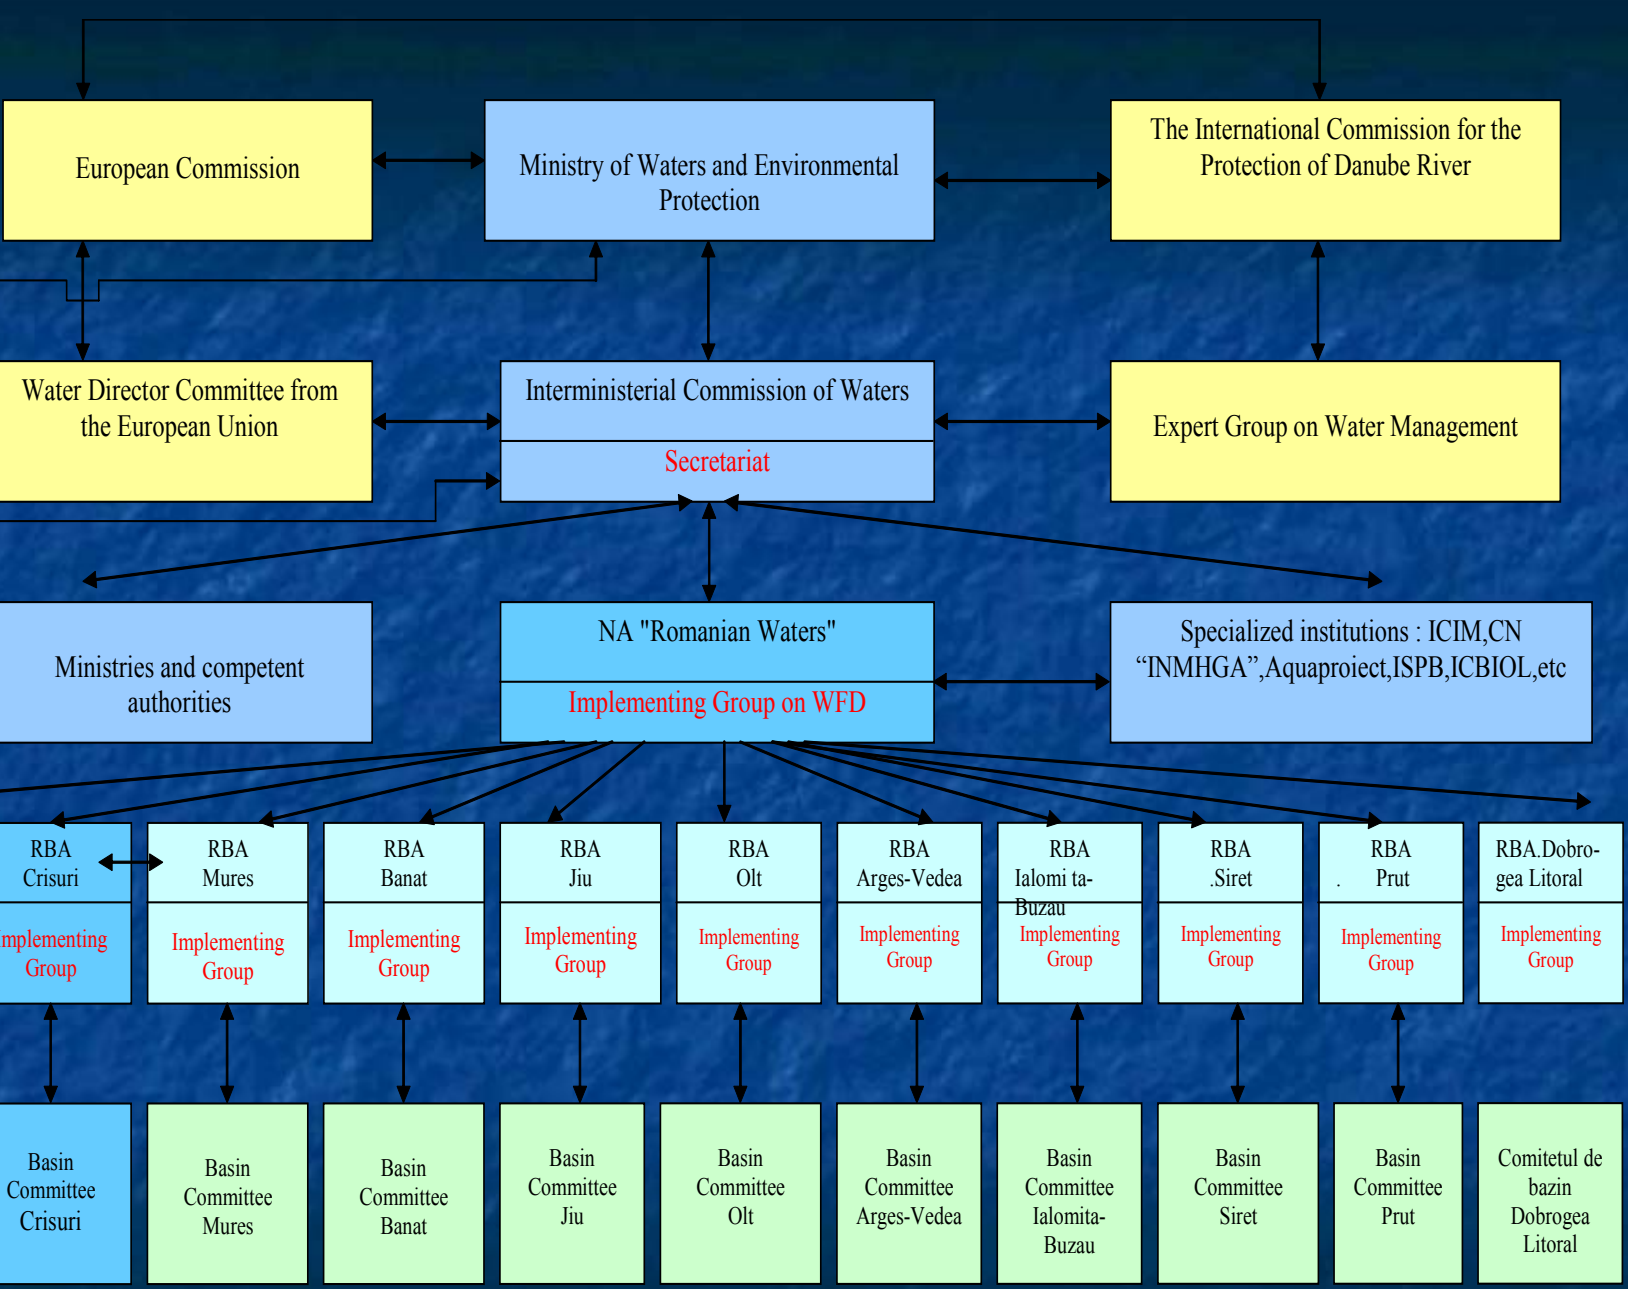 European Commission
Ministry of Waters and Environmental
Protection
The International Commission for the
Protection of Danube River
Water Director Committee from
the European Union
Interministerial Commission of Waters
Secretariat
Expert Group on Water Management
Ministries and competent
authorities
NA "Romanian Waters"
Implementing Group on WFD
Specialized institutions : ICIM,CN
“INMHGA”,Aquaproiect,ISPB,ICBIOL,etc
RBA
Crisuri
mplementing
Group
RBA
Mures
Implementing
Group
RBA
Banat
Implementing
Group
RBA
Jiu
Implementing
Group
RBA
Olt
Implementing
Group
RBA
Arges-Vedea
Implementing
Group
RBA
Ialomi ta-
Buzau
Implementing
Group
RBA
.Siret
Implementing
Group
RBA
. Prut
Implementing
Group
RBA.Dobro-
gea Litoral
Implementing
Group
Basin
Committee
Crisuri
Basin
Committee
Mures
Basin
Committee
Banat
Basin
Committee
Jiu
Basin
Committee
Olt
Basin
Committee
Arges-Vedea
Basin
Committee
Ialomita-
Buzau
Basin
Committee
Siret
Basin
Committee
Prut
Comitetul de
bazin
Dobrogea
Litoral